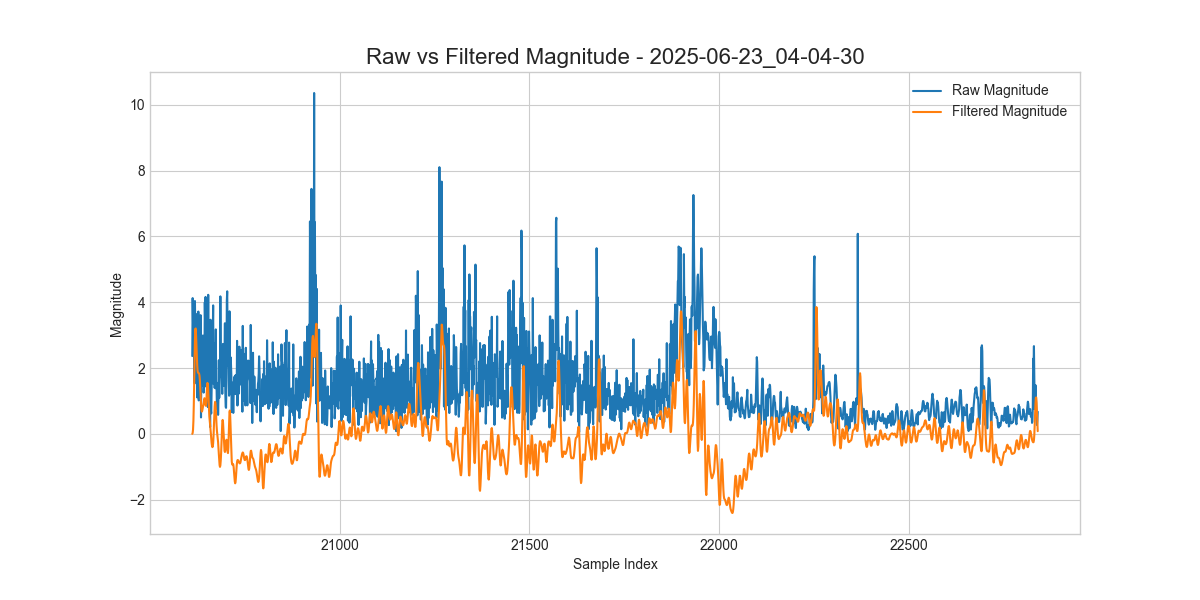 Raw vs Filtered Magnitude - 2025-06-23_04-04-30
Raw Magnitude
Filtered Magnitude
10
8
6
4
2
0
−2
Magnitude
21000
21500
22000
22500
Sample Index